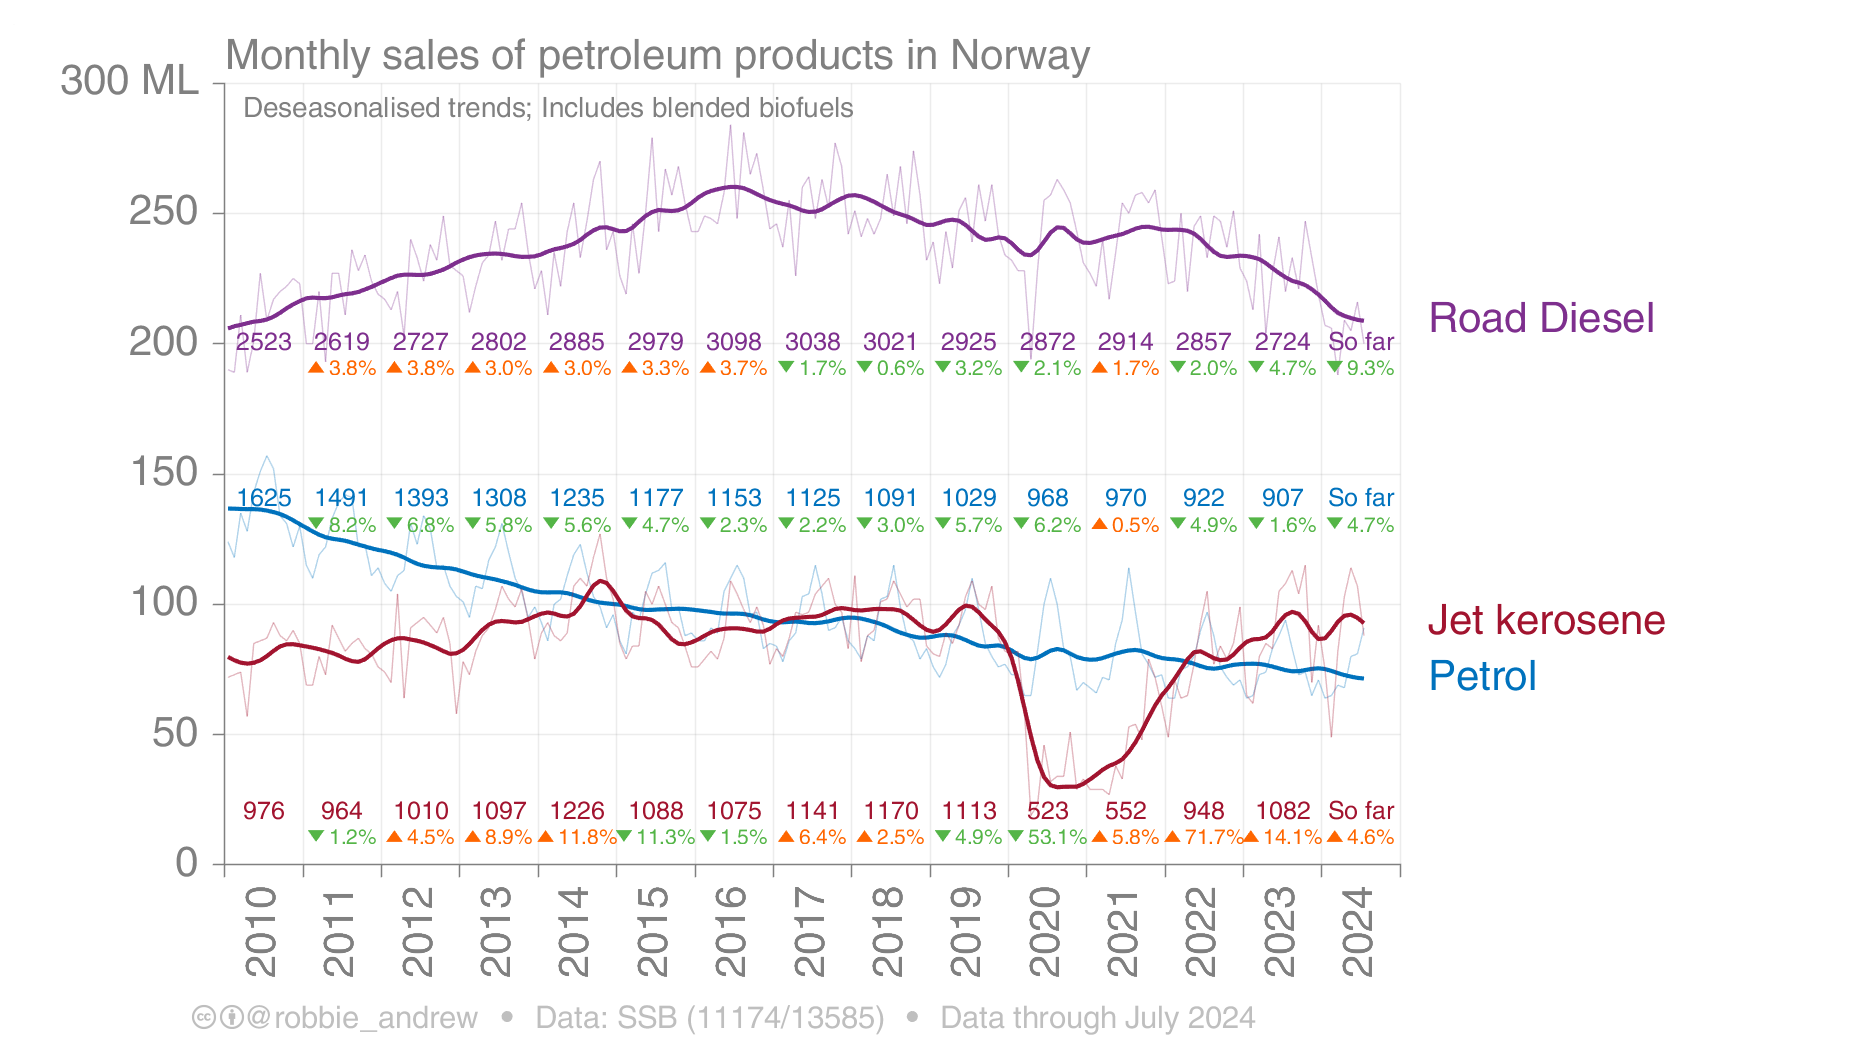 Monthly sales of petroleum products in Norway
300 ML
Deseasonalised trends; Includes blended biofuels
250
200
Road Diesel
2523 2619 2727 2802 2885 2979 3098 3038 3021 2925 2872 2914 2857 2724 So far
▲ 3.8% ▲ 3.8% ▲ 3.0% ▲ 3.0% ▲ 3.3% ▲ 3.7% ▼ 1.7% ▼ 0.6% ▼ 3.2% ▼ 2.1% ▲ 1.7% ▼ 2.0% ▼ 4.7% ▼ 9.3%
150
1625 1491 1393 1308 1235 1177 1153 1125 1091 1029 968 970 922 907 So far
▼ 8.2% ▼ 6.8% ▼ 5.8% ▼ 5.6% ▼ 4.7% ▼ 2.3% ▼ 2.2% ▼ 3.0% ▼ 5.7% ▼ 6.2% ▲ 0.5% ▼ 4.9% ▼ 1.6% ▼ 4.7%
100
Jet kerosene
Petrol
50
976 964 1010 1097 1226 1088 1075 1141 1170 1113 523 552 948 1082 So far
▼ 1.2% ▲ 4.5% ▲ 8.9% ▲ 11.8% ▼ 11.3% ▼ 1.5% ▲ 6.4% ▲ 2.5% ▼ 4.9% ▼ 53.1% ▲ 5.8% ▲ 71.7% ▲ 14.1% ▲ 4.6%
0
2010 2011 2012 2013 2014 2015 2016 2017 2018 2019 2020 2021 2022 2023 2024
cc @robbie_andrew • Data: SSB (11174/13585) • Data through July 2024